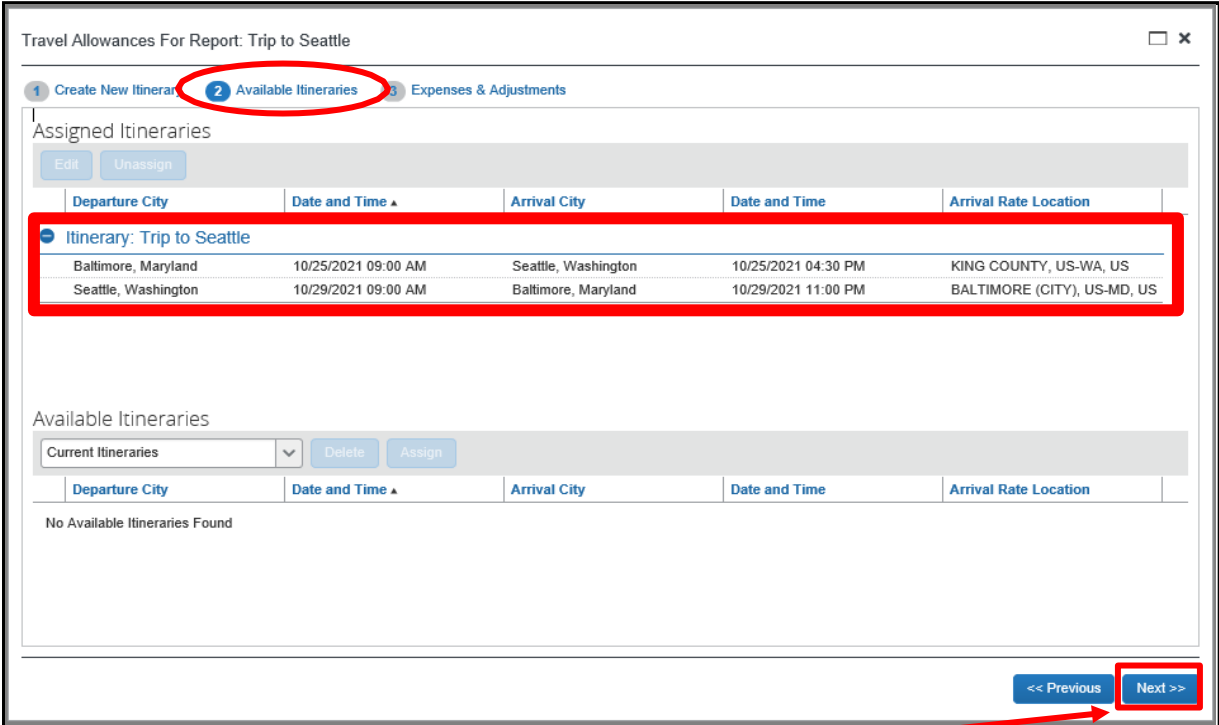 Travel Allowances For Report: Trip to Seattle
1 Create New Itinerar 2 Available Itineraries 3 Expenses & Adjustments
Assigned Itineraries
Edit Unassign
Departure City Date and Time ▲ Arrival City Date and Time Arrival Rate Location
Itinerary: Trip to Seattle
Baltimore, Maryland 10/25/2021 09:00 AM Seattle, Washington 10/25/2021 04:30 PM KING COUNTY, US-WA, US
Seattle, Washington 10/29/2021 09:00 AM Baltimore, Maryland 10/29/2021 11:00 PM BALTIMORE (CITY), US-MD, US
Available Itineraries
Current Itineraries Delete Assign
Departure City Date and Time ▲ Arrival City Date and Time Arrival Rate Location
No Available Itineraries Found
<< Previous Next >>